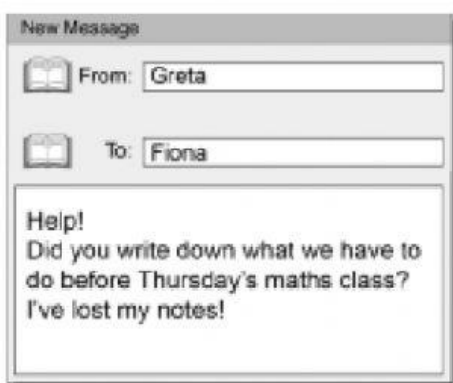 New Message
From: Greta
To: Fiona
Help!
Did you write down what we have to
do before Thursday's maths class?
I've lost my notes!